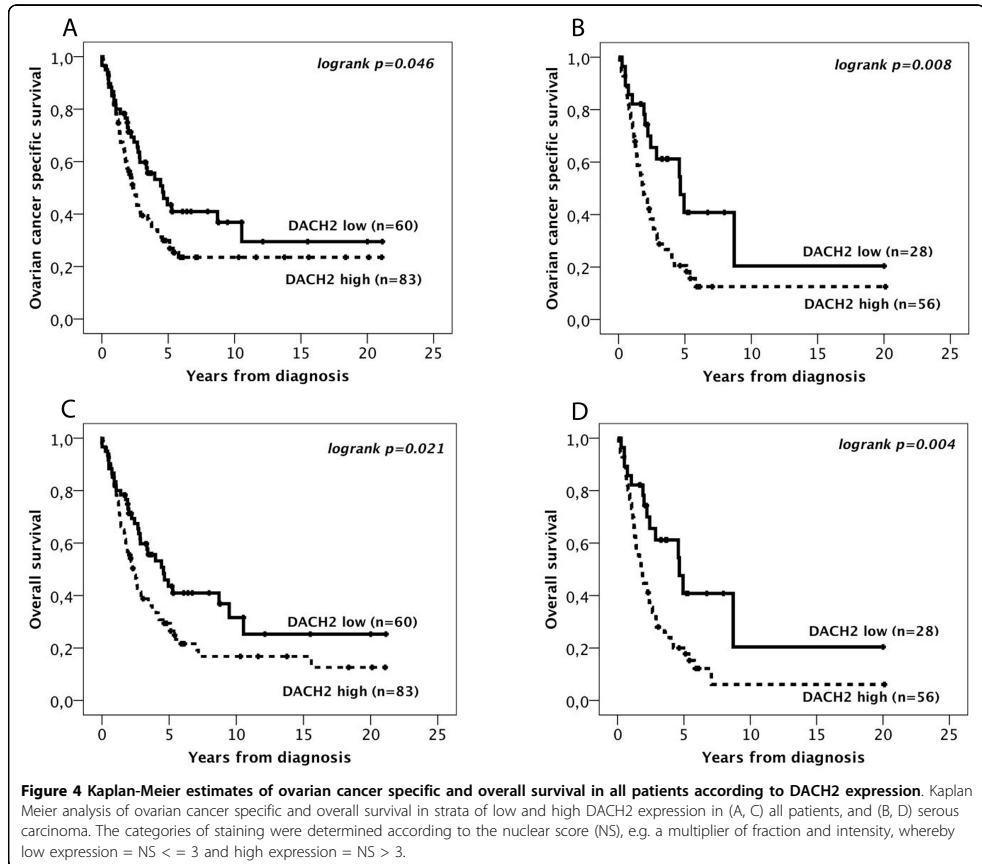 A
logrank p=0.046
Ovarian cancer specific survival
1,0
0,8
0,6
0,4
0,2
0,0
DACH2 low (n=60)
DACH2 high (n=83)
0 5 10 15 20 25
Years from diagnosis
B
logrank p=0.008
Ovarian cancer specific survival
1,0
0,8
0,6
0,4
0,2
0,0
DACH2 low (n=28)
DACH2 high (n=56)
0 5 10 15 20 25
Years from diagnosis
C
logrank p=0.021
Overall survival
1,0
0,8
0,6
0,4
0,2
0,0
DACH2 low (n=60)
DACH2 high (n=83)
0 5 10 15 20 25
Years from diagnosis
D
logrank p=0.004
Overall survival
1,0
0,8
0,6
0,4
0,2
0,0
DACH2 low (n=28)
DACH2 high (n=56)
0 5 10 15 20 25
Years from diagnosis
Figure 4 Kaplan-Meier estimates of ovarian cancer specific and overall survival in all patients according to DACH2 expression. Kaplan
Meier analysis of ovarian cancer specific and overall survival in strata of low and high DACH2 expression in (A, C) all patients, and (B, D) serous
carcinoma. The categories of staining were determined according to the nuclear score (NS), e.g. a multiplier of fraction and intensity, whereby
low expression = NS < = 3 and high expression = NS > 3.